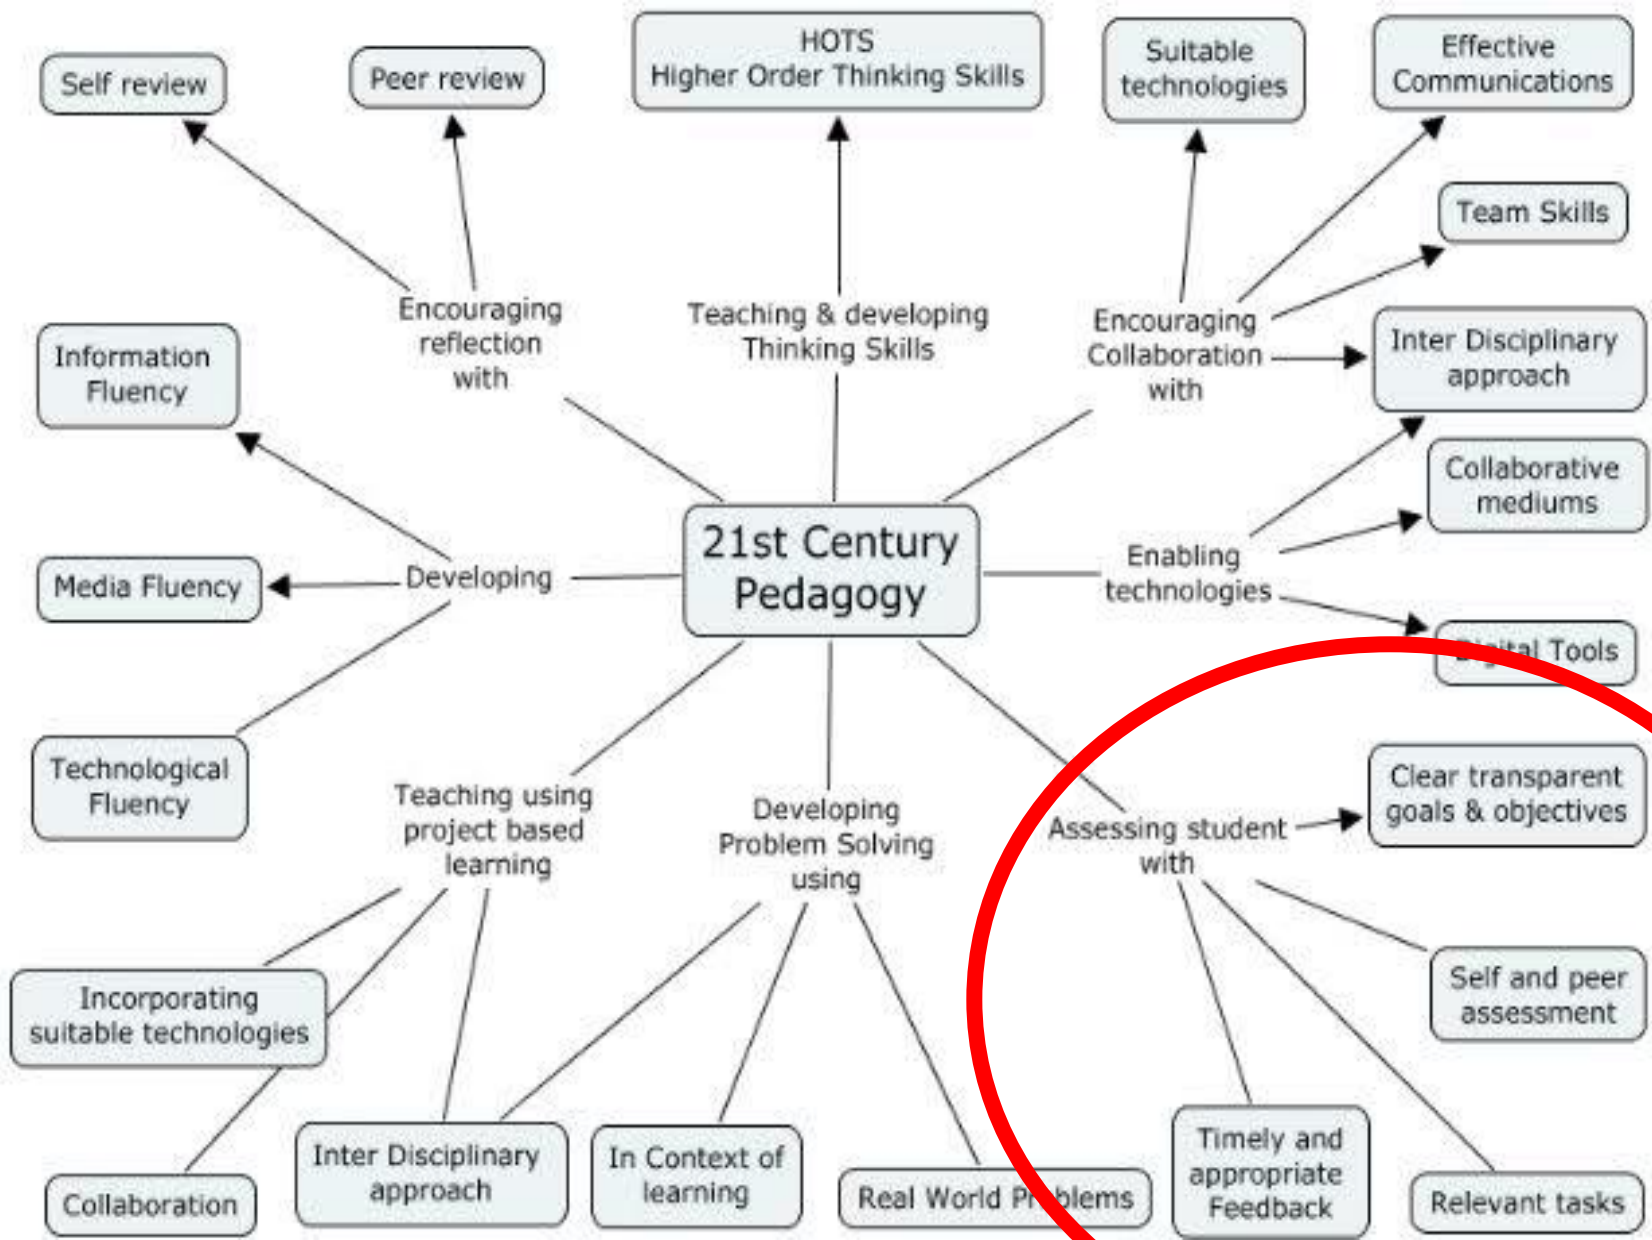 Self review
Peer review
HOTS
Higher Order Thinking Skills
Suitable
technologies
Effective
Communications
Team Skills
Encouraging
reflection
with
Teaching & developing
Thinking Skills
Encouraging
Collaboration
with
Inter Disciplinary
approach
Information
Fluency
Collaborative
mediums
21st Century
Pedagogy
Enabling
technologies
Media Fluency
Developing
Digital Tools
Technological
Fluency
Teaching using
project based
learning
Developing
Problem Solving
using
Assessing student
with
Clear transparent
goals & objectives
Self and peer
assessment
Incorporating
suitable technologies
Collaboration
Inter Disciplinary
approach
In Context of
learning
Real World Problems
Timely and
appropriate
Feedback
Relevant tasks